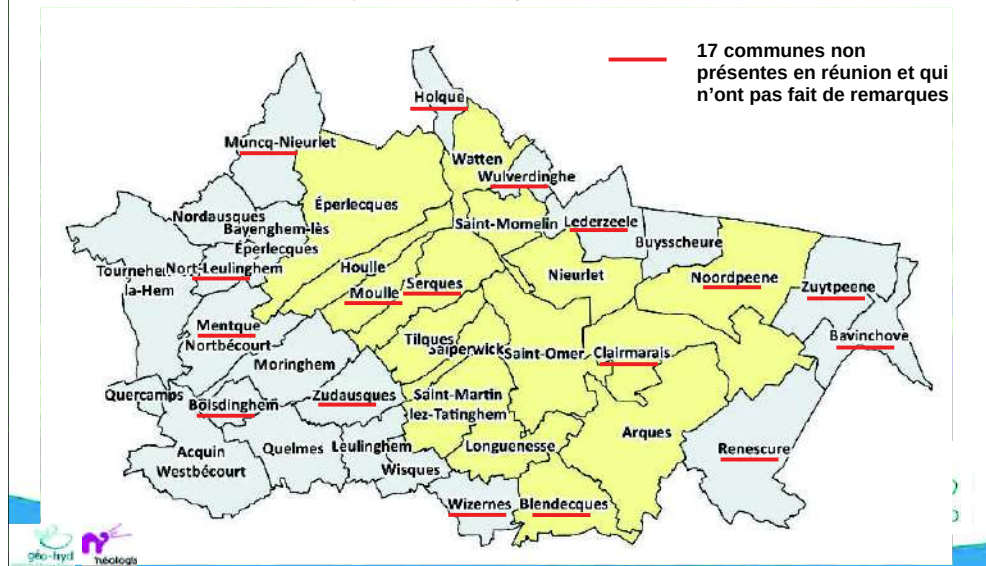 17 communes non
présentes en réunion et qui
n'ont pas fait de remarques
Holque
Muncq-Nieurlet
Watten
Wulverdinghe
Éperlecques
Nordausques
Saint-Momelin
Lederzeele
Bayenghem-lès
Éperlecques
Buysscheure
Tournehe
la-Hem
Nort-Leulinghem
Houlle
Serques
Nieurlet
Noordpeene
Zuytpeene
Moulle
Mentque
Nortbécourt
Bavinchove
Tilques
Salperwick
Saint-Omer
Clairmarais
Moringhem
Quercamps
Boisdinghem
Zudausques
Saint-Martin
lez-Tatinghem
Arques
Acquin
Westbécourt
Quelmes
Leulinghem
Longuenesse
Renescure
Wisques
Wizernes
Blendecques
géo-hyd
néologis